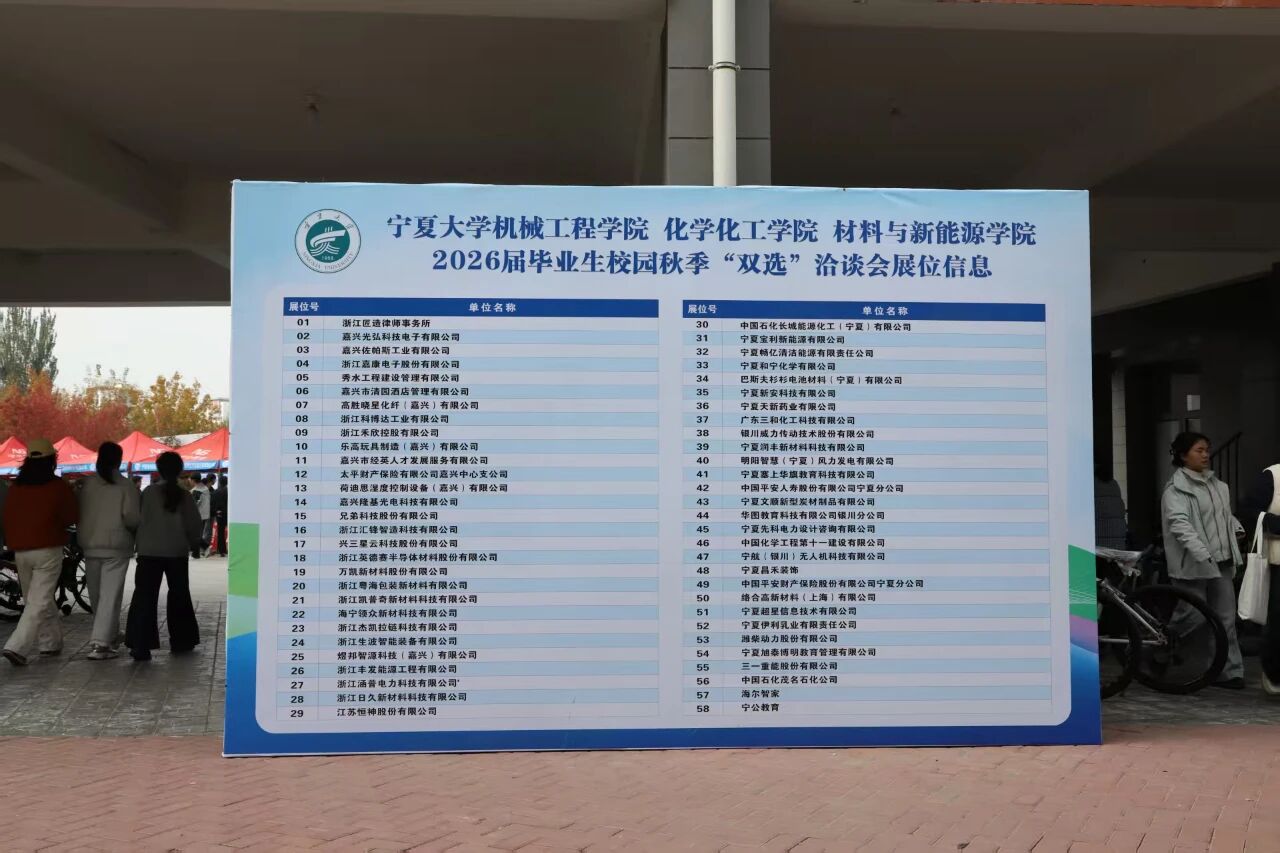 宁夏大学机械工程学院 化学化工学院 材料与新能源学院
2026届毕业生校园秋季“双选”洽谈会展位信息
展位号 单位名称
01 浙江匠造律师事务所
02 嘉兴光弘科技电子有限公司
03 嘉兴佐帕斯工业有限公司
04 浙江嘉康电子股份有限公司
05 秀水工程建设管理有限公司
06 嘉兴市清园酒店管理有限公司
07 高胜晓星化纤（嘉兴）有限公司
08 浙江科博达工业有限公司
09 浙江禾欣控股有限公司
10 乐高玩具制造（嘉兴）有限公司
11 嘉兴市经英人才发展服务有限公司
12 太平财产保险有限公司嘉兴中心支公司
13 荷迪思湿度控制设备（嘉兴）有限公司
14 嘉兴隆基光电科技有限公司
15 兄弟科技股份有限公司
16 浙江汇锋智造科技有限公司
17 兴三星云科技股份有限公司
18 浙江英德赛半导体材料股份有限公司
19 万凯新材料股份有限公司
20 浙江粤海包装新材料有限公司
21 浙江凯普奇新材料科技有限公司
22 海宁领众新材科技有限公司
23 浙江杰凯拉链科技有限公司
24 浙江生波智能装备有限公司
25 煜邦智源科技（嘉兴）有限公司
26 浙江丰发能源工程有限公司
27 浙江涵普电力科技有限公司
28 浙江日久新材料科技有限公司
29 江苏恒神股份有限公司
展位号 单位名称
30 中国石化长城能源化工（宁夏）有限公司
31 宁夏宝利新能源有限公司
32 宁夏畅亿清洁能源有限责任公司
33 宁夏和宁化学有限公司
34 巴斯夫杉杉电池材料（宁夏）有限公司
35 宁夏新安科技有限公司
36 宁夏天新药业有限公司
37 广东三和化工科技有限公司
38 银川威力传动技术股份有限公司
39 宁夏润丰新材料科技有限公司
40 明阳智慧（宁夏）风力发电有限公司
41 宁夏塞上华旗教育科技有限公司
42 中国平安人寿股份有限公司宁夏分公司
43 宁夏文顺新型炭材制品有限公司
44 华图教育科技有限公司银川分公司
45 宁夏先科电力设计咨询有限公司
46 中国化学工程第十一建设有限公司
47 宁航（银川）无人机科技有限公司
48 宁夏昌禾装饰
49 中国平安财产保险股份有限公司宁夏分公司
50 络合高新材料（上海）有限公司
51 宁夏超星信息技术有限公司
52 宁夏伊利乳业有限责任公司
53 潍柴动力股份有限公司
54 宁夏旭泰博明教育管理有限公司
55 三一重能股份有限公司
56 中国石化茂名石化公司
57 海尔智家
58 宁公教育